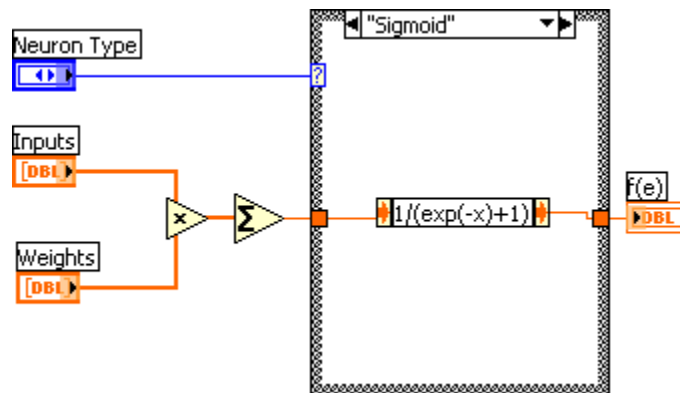 "Sigmoid"
Neuron Type
?
Inputs
[DBL]
×
Σ
1/(exp(-x)+1)
f(e)
DBL
Weights
[DBL]